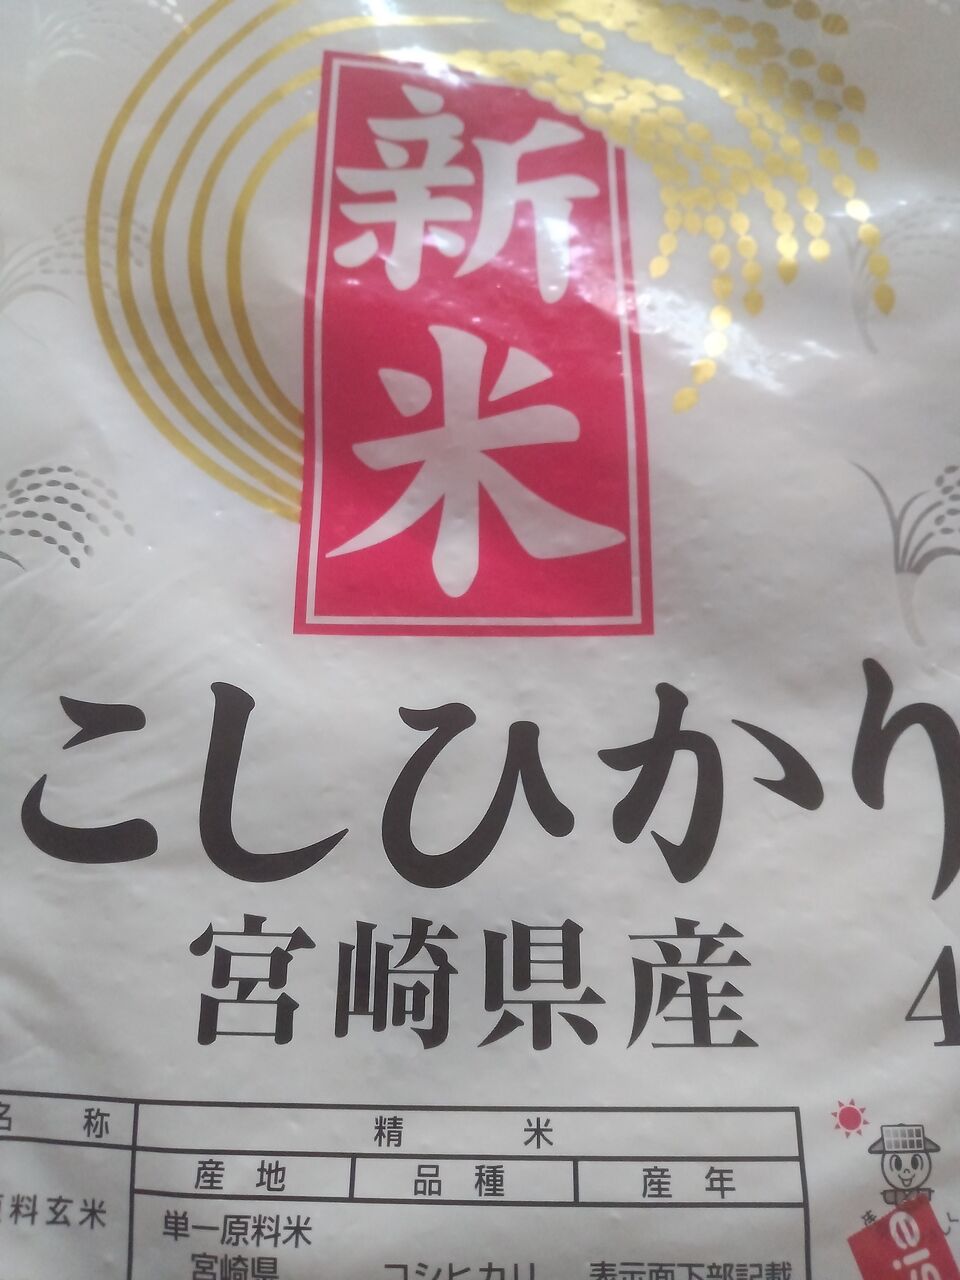 新米
こしひかり
宮崎県産 4
名 称 精 米
産 地 品 種 産 年
原料玄米
単一原料米
宮崎県 コシヒカリ 表示面下部記載